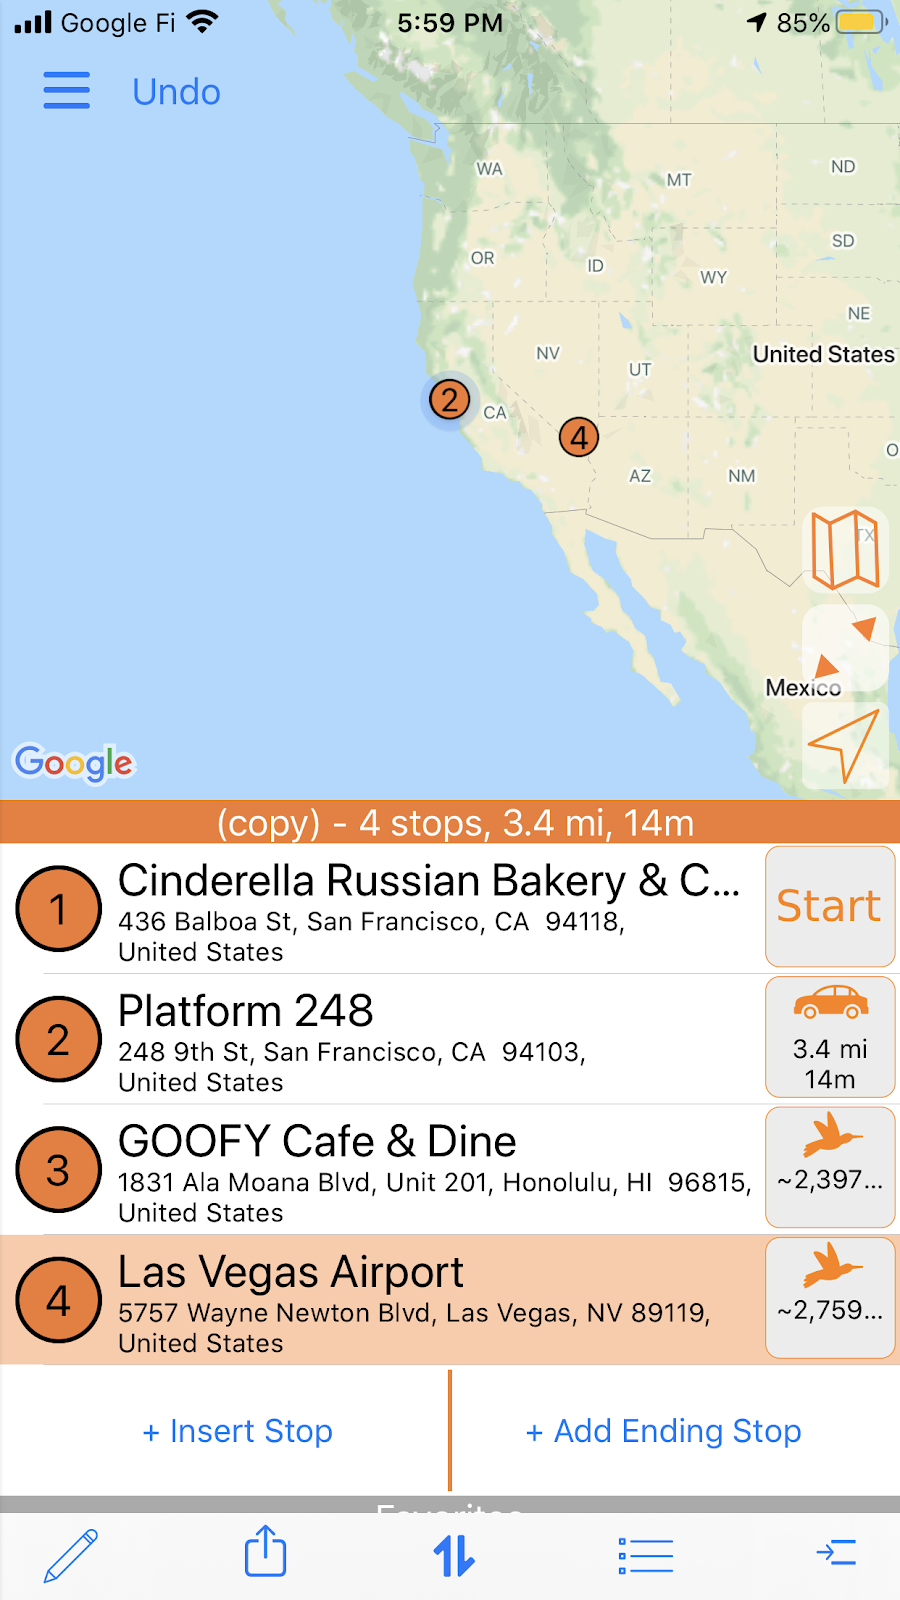 Google Fi 5:59 PM 85%
Undo
WA
MT
ND
OR
ID
SD
WY
NE
NV
UT
United States
2
CA
4
AZ
NM
O
TX
Mexico
Google
(copy) - 4 stops, 3.4 mi, 14m
1
Cinderella Russian Bakery & C...
436 Balboa St, San Francisco, CA 94118,
United States
Start
2
Platform 248
248 9th St, San Francisco, CA 94103,
United States
3.4 mi
14m
3
GOOFY Cafe & Dine
1831 Ala Moana Blvd, Unit 201, Honolulu, HI 96815,
United States
~2,397...
4
Las Vegas Airport
5757 Wayne Newton Blvd, Las Vegas, NV 89119,
United States
~2,759...
+ Insert Stop
+ Add Ending Stop
Favorites